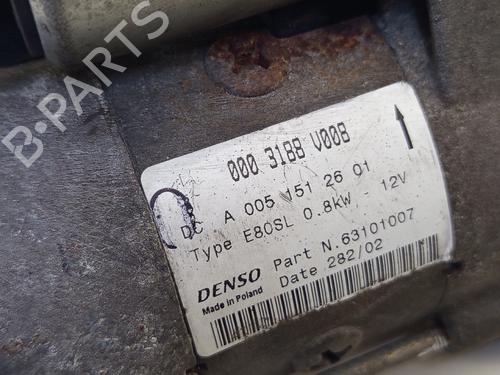 B-PARTS
000 3188 V008
DC A 005 151 26 01
Type E80SL 0.8kW - 12V
DENSO Part N.63101007
Made in Poland Date 282/02